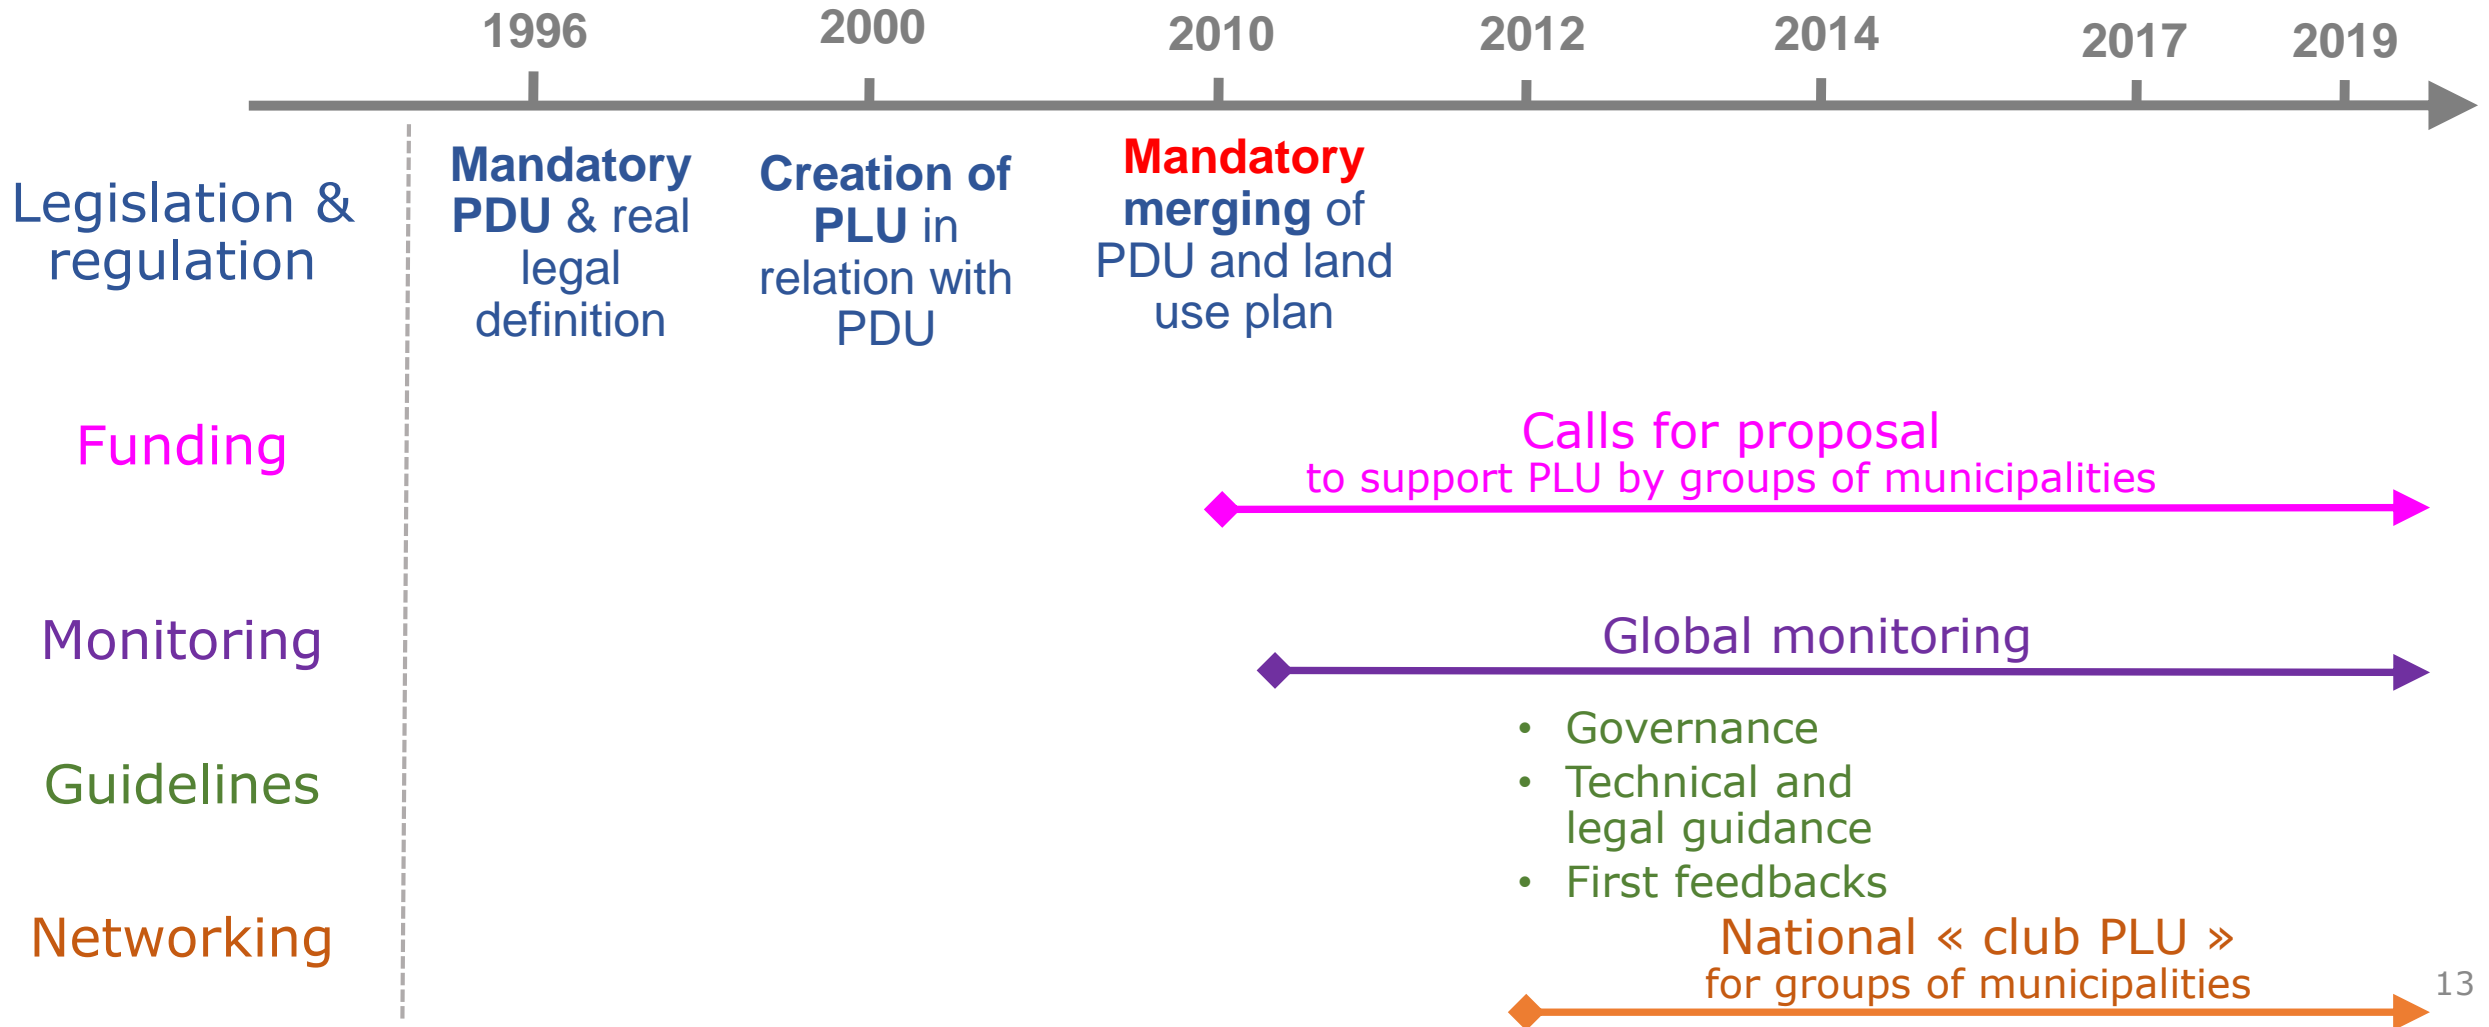 1996 2000 2010 2012 2014 2017 2019
Legislation &
regulation
Mandatory
PDU & real
legal
definition
Creation of
PLU in
relation with
PDU
Mandatory
merging of
PDU and land
use plan
Funding
Calls for proposal
to support PLU by groups of municipalities
Monitoring
Global monitoring
Guidelines
• Governance
• Technical and
legal guidance
• First feedbacks
Networking
National « club PLU »
for groups of municipalities
13